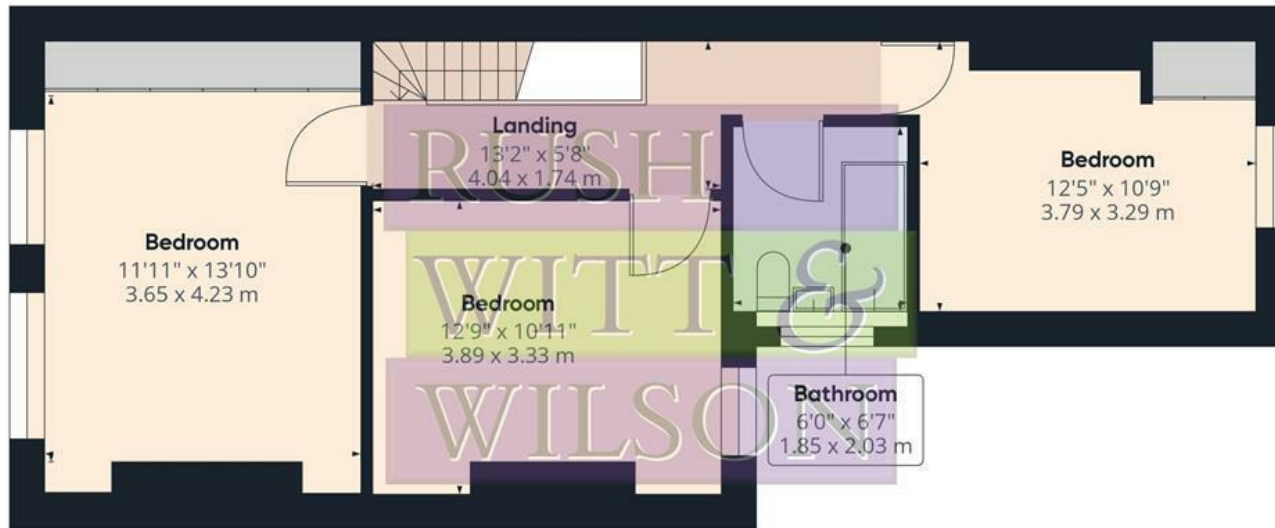 Landing
13'2" x 5'8"
4.04 x 1.74 m
Bedroom
11'11" x 13'10"
3.65 x 4.23 m
Bedroom
12'9" x 10'11"
3.89 x 3.33 m
Bedroom
12'5" x 10'9"
3.79 x 3.29 m
Bathroom
6'0" x 6'7"
1.85 x 2.03 m
RUSH
WITT &
WILSON